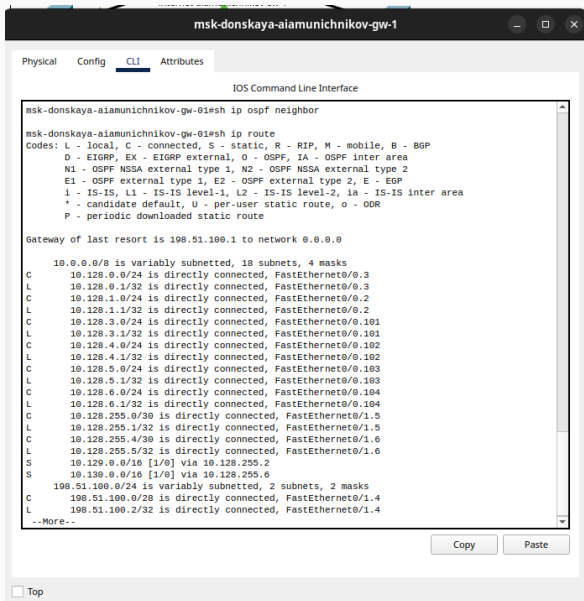 msk-donskaya-aiamunichnikov-gw-1
Physical Config CLI Attributes
IOS Command Line Interface
msk-donskaya-aiamunichnikov-gw-01#sh ip ospf neighbor
msk-donskaya-aiamunichnikov-gw-01#sh ip route
Codes: L - local, C - connected, S - static, R - RIP, M - mobile, B - BGP
D - EIGRP, EX - EIGRP external, O - OSPF, IA - OSPF inter area
N1 - OSPF NSSA external type 1, N2 - OSPF NSSA external type 2
E1 - OSPF external type 1, E2 - OSPF external type 2, E - EGP
i - IS-IS, L1 - IS-IS level-1, L2 - IS-IS level-2, ia - IS-IS inter area
* - candidate default, U - per-user static route, o - ODR
P - periodic downloaded static route
Gateway of last resort is 198.51.100.1 to network 0.0.0.0
10.0.0.0/8 is variably subnetted, 18 subnets, 4 masks
C 10.128.0.0/24 is directly connected, FastEthernet0/0.3
L 10.128.0.1/32 is directly connected, FastEthernet0/0.3
C 10.128.1.0/24 is directly connected, FastEthernet0/0.2
L 10.128.1.1/32 is directly connected, FastEthernet0/0.2
C 10.128.3.0/24 is directly connected, FastEthernet0/0.101
L 10.128.3.1/32 is directly connected, FastEthernet0/0.101
C 10.128.4.0/24 is directly connected, FastEthernet0/0.102
L 10.128.4.1/32 is directly connected, FastEthernet0/0.102
C 10.128.5.0/24 is directly connected, FastEthernet0/0.103
L 10.128.5.1/32 is directly connected, FastEthernet0/0.103
C 10.128.6.0/24 is directly connected, FastEthernet0/0.104
L 10.128.6.1/32 is directly connected, FastEthernet0/0.104
C 10.128.255.0/30 is directly connected, FastEthernet0/1.5
L 10.128.255.1/32 is directly connected, FastEthernet0/1.5
C 10.128.255.4/30 is directly connected, FastEthernet0/1.6
L 10.128.255.5/32 is directly connected, FastEthernet0/1.6
S 10.129.0.0/16 [1/0] via 10.128.255.2
S 10.130.0.0/16 [1/0] via 10.128.255.6
198.51.100.0/24 is variably subnetted, 2 subnets, 2 masks
C 198.51.100.0/28 is directly connected, FastEthernet0/1.4
L 198.51.100.2/32 is directly connected, FastEthernet0/1.4
--More--
Copy Paste
Top